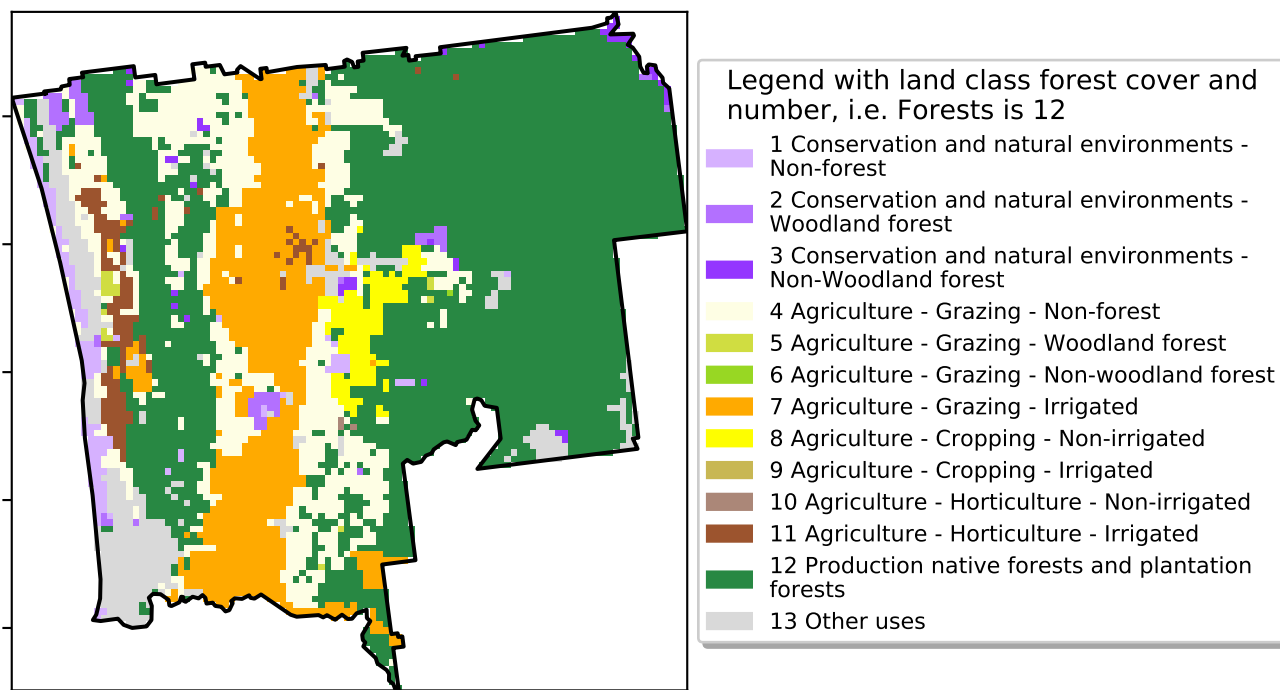 Legend with land class forest cover and
number, i.e. Forests is 12
1 Conservation and natural environments -
Non-forest
2 Conservation and natural environments -
Woodland forest
3 Conservation and natural environments -
Non-Woodland forest
4 Agriculture - Grazing - Non-forest
5 Agriculture - Grazing - Woodland forest
6 Agriculture - Grazing - Non-woodland forest
7 Agriculture - Grazing - Irrigated
8 Agriculture - Cropping - Non-irrigated
9 Agriculture - Cropping - Irrigated
10 Agriculture - Horticulture - Non-irrigated
11 Agriculture - Horticulture - Irrigated
12 Production native forests and plantation
forests
13 Other uses